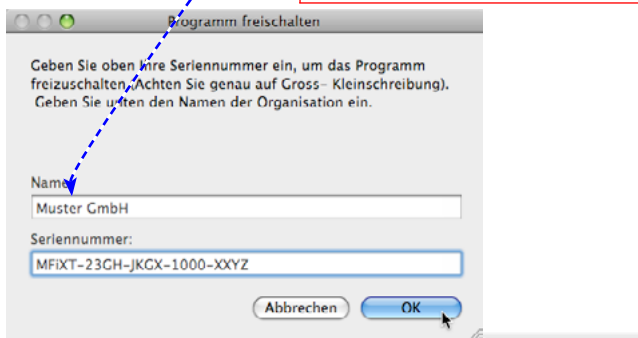 Programm freischalten
Geben Sie oben Ihre Seriennummer ein, um das Programm
freizuschalten (Achten Sie genau auf Gross- Kleinschreibung).
Geben Sie unten den Namen der Organisation ein.
Name:
Muster GmbH
Seriennummer:
MFiXT-23GH-JKGX-1000-XXYZ
Abbrechen
OK